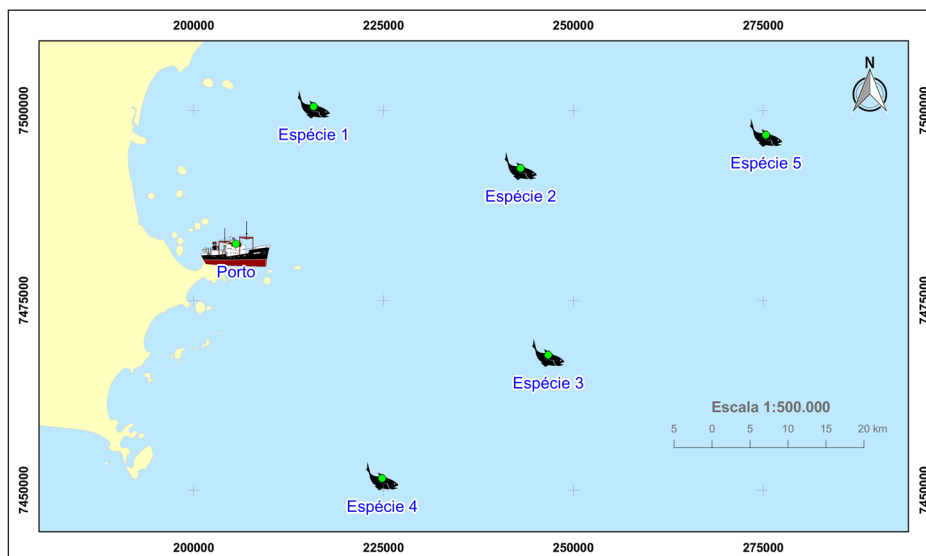 200000 225000 250000 275000
N
7500000 7500000
Espécie 1
Espécie 5
Espécie 2
Porto
7475000 7475000
Espécie 3
Escala 1:500.000
5 0 5 10 15 20 km
7450000 7450000
Espécie 4
200000 225000 250000 275000